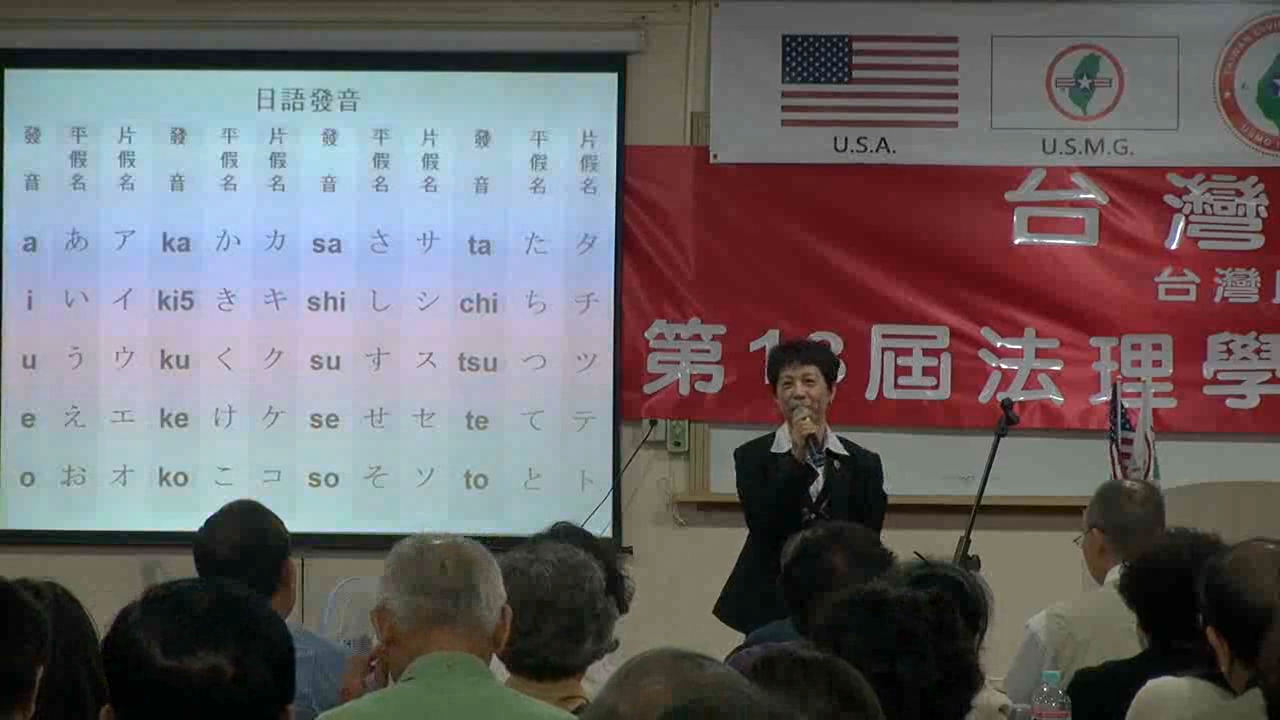 日語發音
發音 平假名 片假名 發音 平假名 片假名 發音 平假名 片假名 發音 平假名 片假名
a あ ア ka か カ sa さ サ ta た タ
i い イ ki5 き キ shi し シ chi ち チ
u う ウ ku く ク su す ス tsu つ ツ
e え エ ke け ケ se せ セ te て テ
o お オ ko こ コ so そ ソ to と ト
U.S.A. U.S.M.G.
台灣
台灣
第18屆法理學